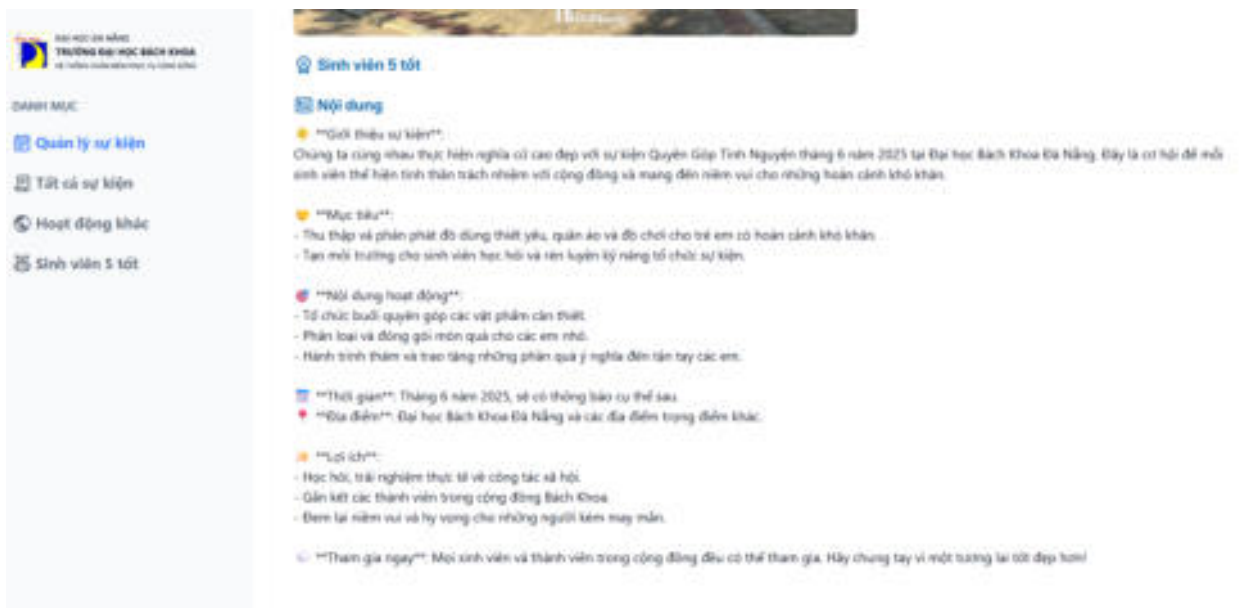 ĐẠI HỌC ĐÀ NẴNG
TRƯỜNG ĐẠI HỌC BÁCH KHOA
DANH MỤC
Quản lý sự kiện
Tất cả sự kiện
Hoạt động khác
Sinh viên 5 tốt
Sinh viên 5 tốt
Nội dung
**Giới thiệu sự kiện**:
Chúng ta cùng nhau thực hiện nghĩa cử cao đẹp với sự kiện Quyên Góp Tình Nguyện tháng 6 năm 2025 tại Đại học Bách Khoa Đà Nẵng. Đây là cơ hội để mỗi
sinh viên thể hiện tinh thần trách nhiệm với cộng đồng và mang đến niềm vui cho những hoàn cảnh khó khăn.
**Mục tiêu**:
- Thu thập và phân phát đồ dùng thiết yếu, quần áo và đồ chơi cho trẻ em có hoàn cảnh khó khăn.
- Tạo môi trường cho sinh viên học hỏi và rèn luyện kỹ năng tổ chức sự kiện.
**Nội dung hoạt động**:
- Tổ chức buổi quyên góp các vật phẩm cần thiết.
- Phân loại và đóng gói món quà cho các em nhỏ.
- Hành trình thăm và trao tặng những phần quà ý nghĩa đến tận tay các em.
**Thời gian**: Tháng 6 năm 2025, sẽ có thông báo cụ thể sau.
**Địa điểm**: Đại học Bách Khoa Đà Nẵng và các địa điểm trọng điểm khác.
**Lợi ích**:
- Học hỏi, trải nghiệm thực tế về công tác xã hội.
- Gắn kết các thành viên trong cộng đồng Bách Khoa.
- Đem lại niềm vui và hy vọng cho những người kém may mắn.
**Tham gia ngay**: Mọi sinh viên và thành viên trong cộng đồng đều có thể tham gia. Hãy chung tay vì một tương lai tốt đẹp hơn!